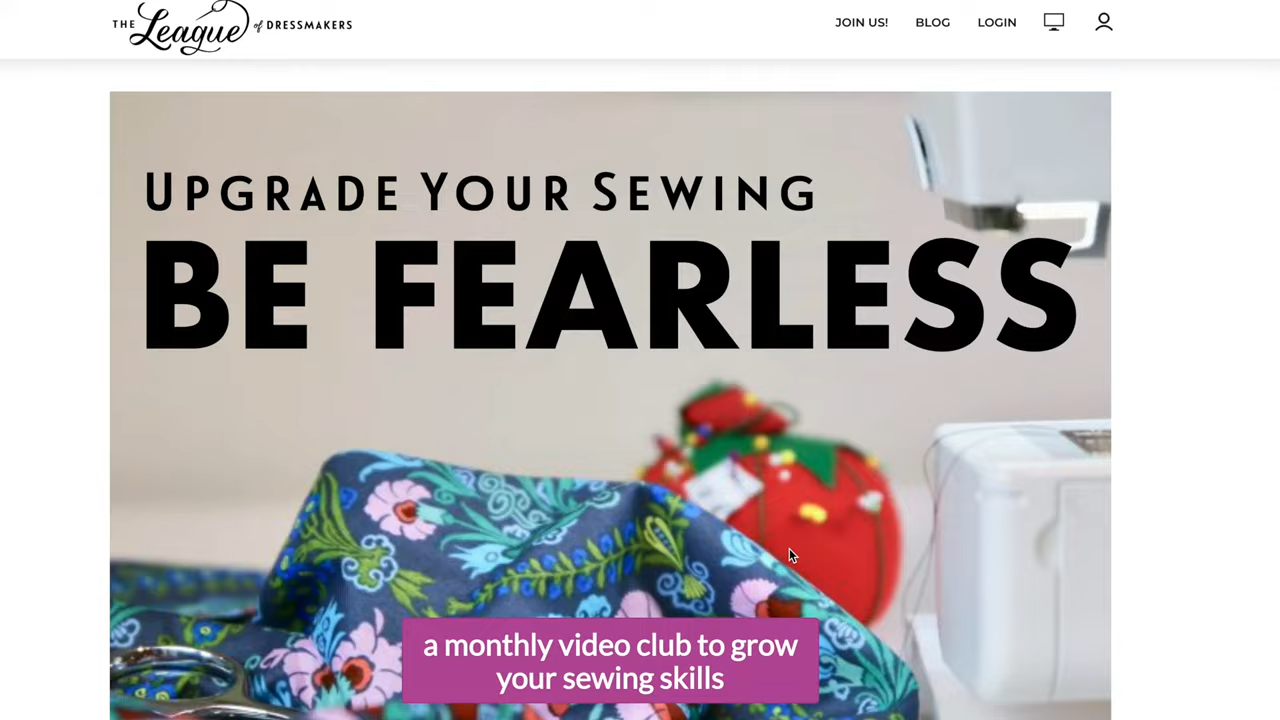 THE League of DRESSMAKERS
JOIN US! BLOG LOGIN
UPGRADE YOUR SEWING
BE FEARLESS
a monthly video club to grow
your sewing skills